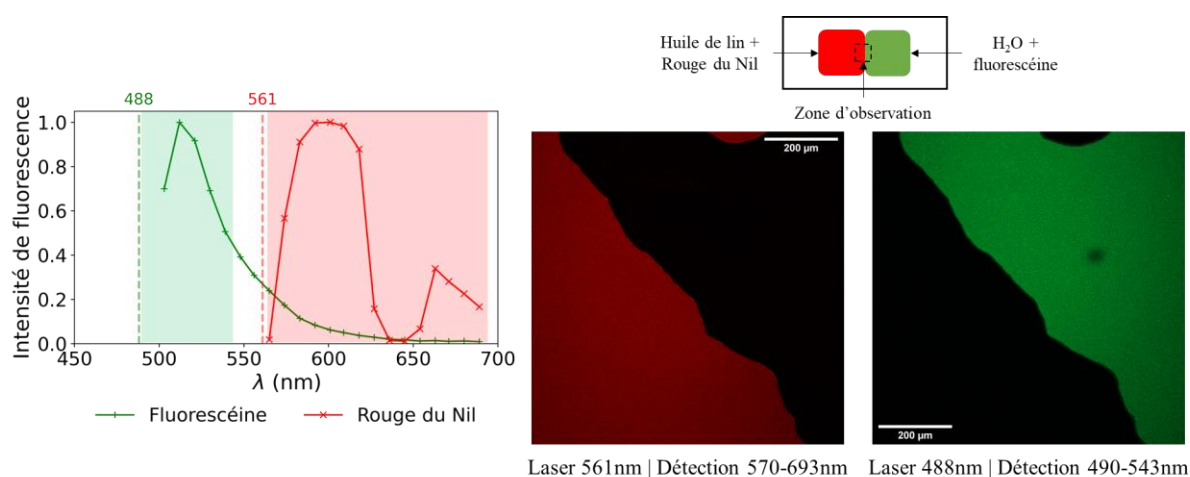 Huile de lin +
Rouge du Nil
H₂O +
fluorescéine
Zone d'observation
488
561
Intensité de fluorescence
1.0
0.8
0.6
0.4
0.2
0.0
450
500
550
600
650
700
λ (nm)
Fluorescéine
Rouge du Nil
200 µm
200 µm
Laser 561nm | Détection 570-693nm
Laser 488nm | Détection 490-543nm